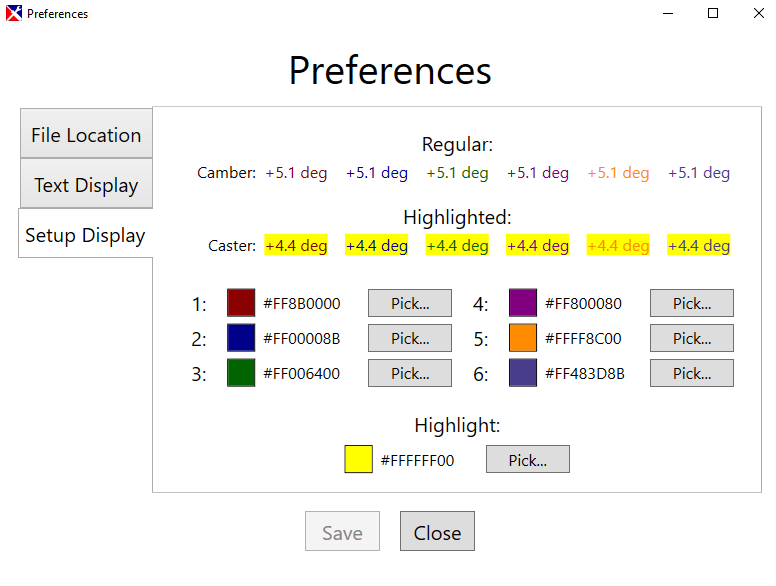 Preferences
Preferences
File Location
Text Display
Setup Display
Regular:
Camber: +5.1 deg +5.1 deg +5.1 deg +5.1 deg +5.1 deg +5.1 deg
Highlighted:
Caster: +4.4 deg +4.4 deg +4.4 deg +4.4 deg +4.4 deg +4.4 deg
1: #FF8B0000 Pick... 4: #FF800080 Pick...
2: #FF00008B Pick... 5: #FFFF8C00 Pick...
3: #FF006400 Pick... 6: #FF483D8B Pick...
Highlight:
#FFFFFF00 Pick...
Save Close